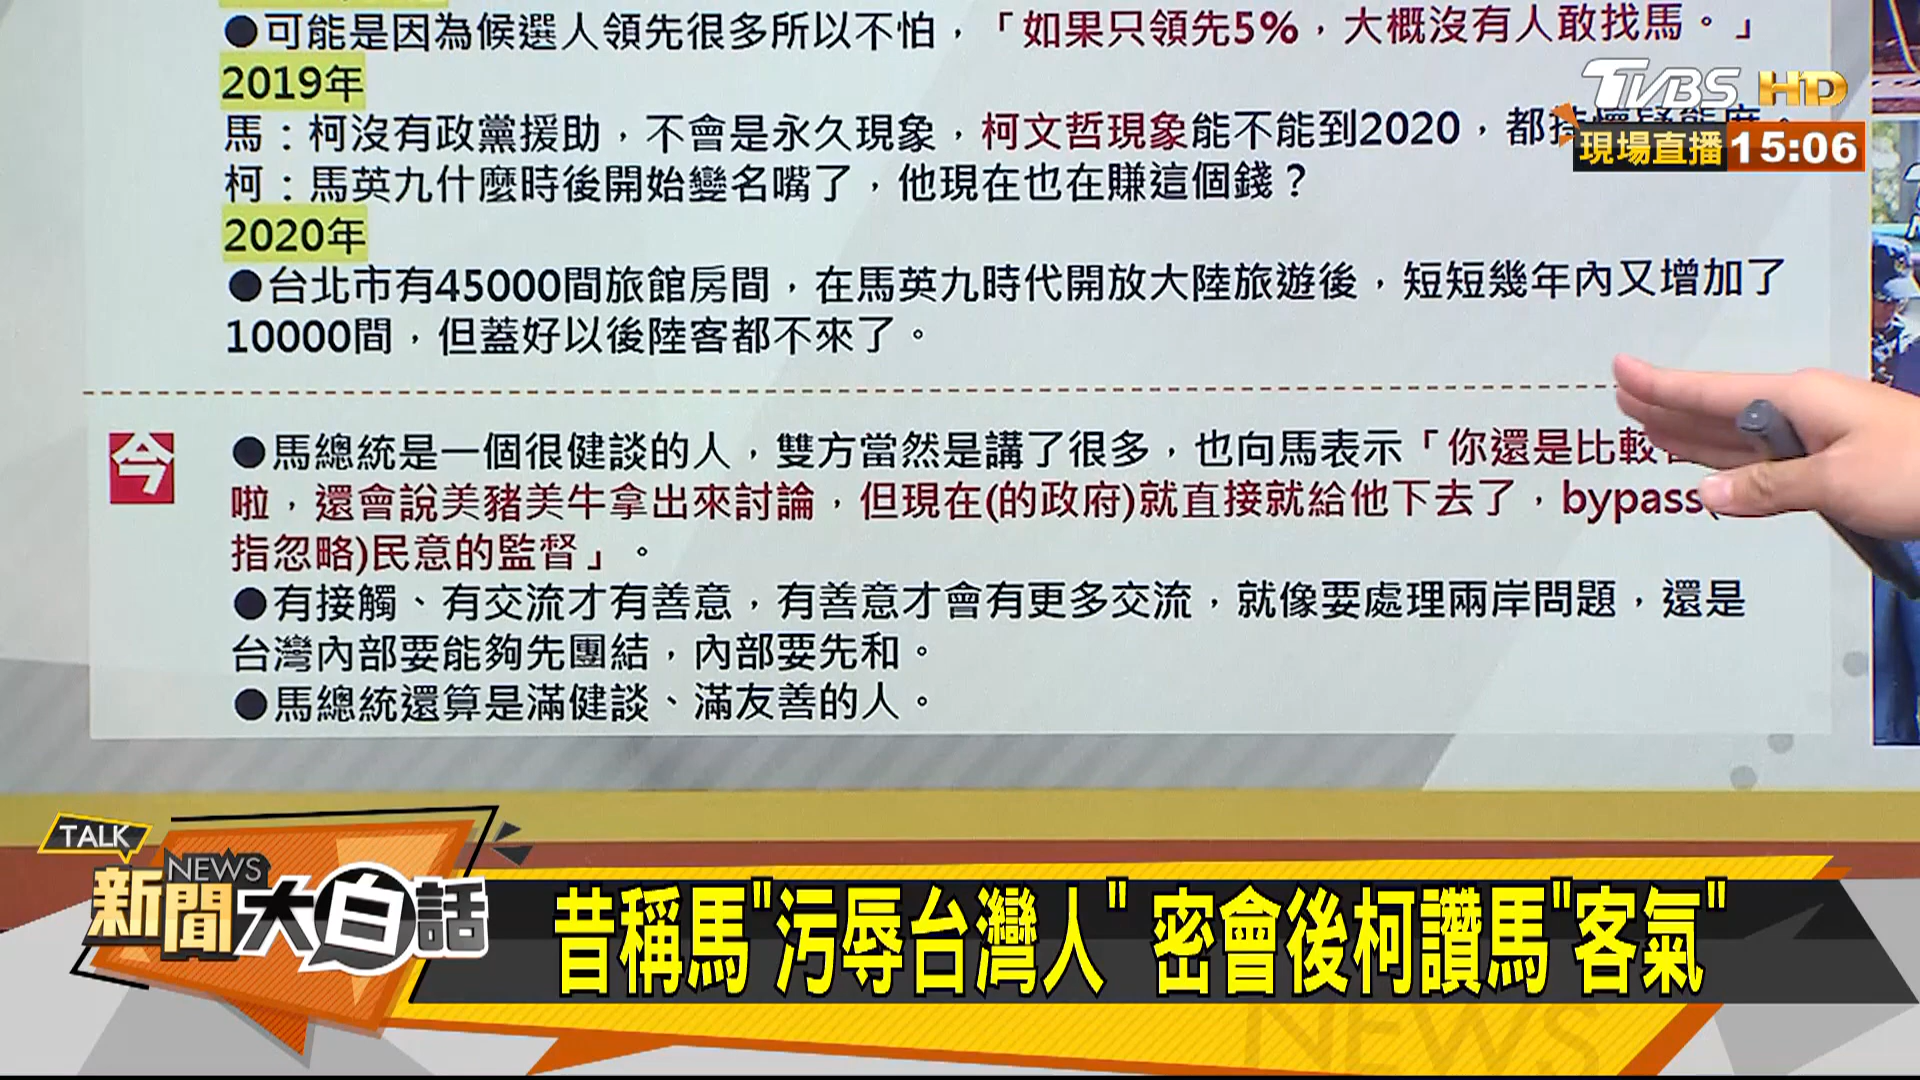 ●可能是因為候選人領先很多所以不怕，「如果只領先5%，大概沒有人敢找馬。」
2019年
馬：柯沒有政黨援助，不會是永久現象，柯文哲現象能不能到2020，都持懷疑態度。
柯：馬英九什麼時後開始變名嘴了，他現在也在賺這個錢？
2020年
●台北市有45000間旅館房間，在馬英九時代開放大陸旅遊後，短短幾年內又增加了
10000間，但蓋好以後陸客都不來了。
今
●馬總統是一個很健談的人，雙方當然是講了很多，也向馬表示「你還是比較
啦，還會說美豬美牛拿出來討論，但現在(的政府)就直接就給他下去了，bypass(
指忽略)民意的監督」。
●有接觸、有交流才有善意，有善意才會有更多交流，就像要處理兩岸問題，還是
台灣內部要能夠先團結，內部要先和。
●馬總統還算是滿健談、滿友善的人。
TVBS HD
現場直播 15:06
TALK
NEWS
新聞大白話
昔稱馬"污辱台灣人" 密會後柯讚馬"客氣"
NEWS